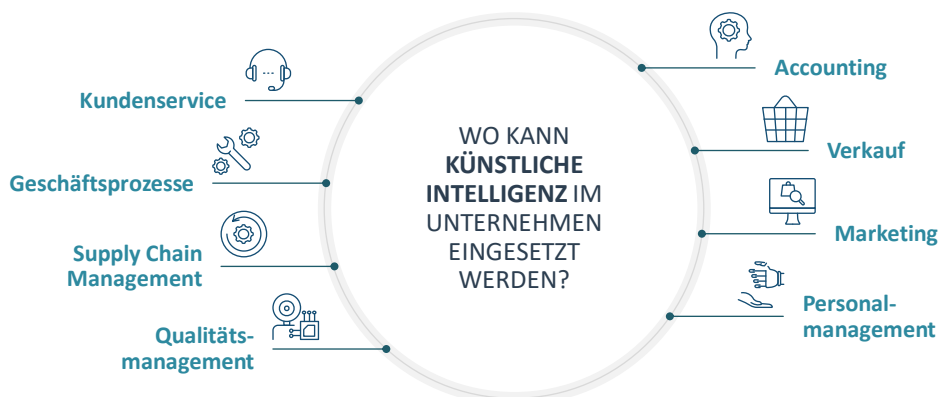 Kundenservice
Geschäftsprozesse
Supply Chain
Management
Qualitäts-
management
WO KANN
KÜNSTLICHE
INTELLIGENZ IM
UNTERNEHMEN
EINGESETZT
WERDEN?
Accounting
Verkauf
Marketing
Personal-
management